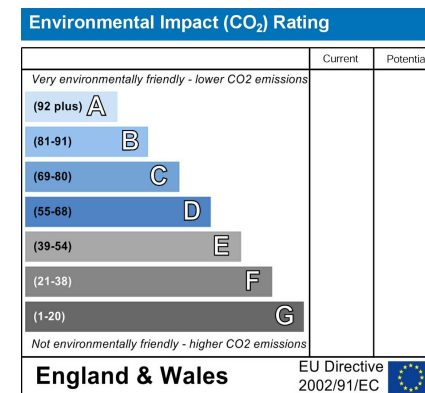 Environmental Impact (CO₂) Rating
Current Potentia
Very environmentally friendly - lower CO2 emissions
(92 plus) A
(81-91) B
(69-80) C
(55-68) D
(39-54) E
(21-38) F
(1-20) G
Not environmentally friendly - higher CO2 emissions
England & Wales
EU Directive
2002/91/EC